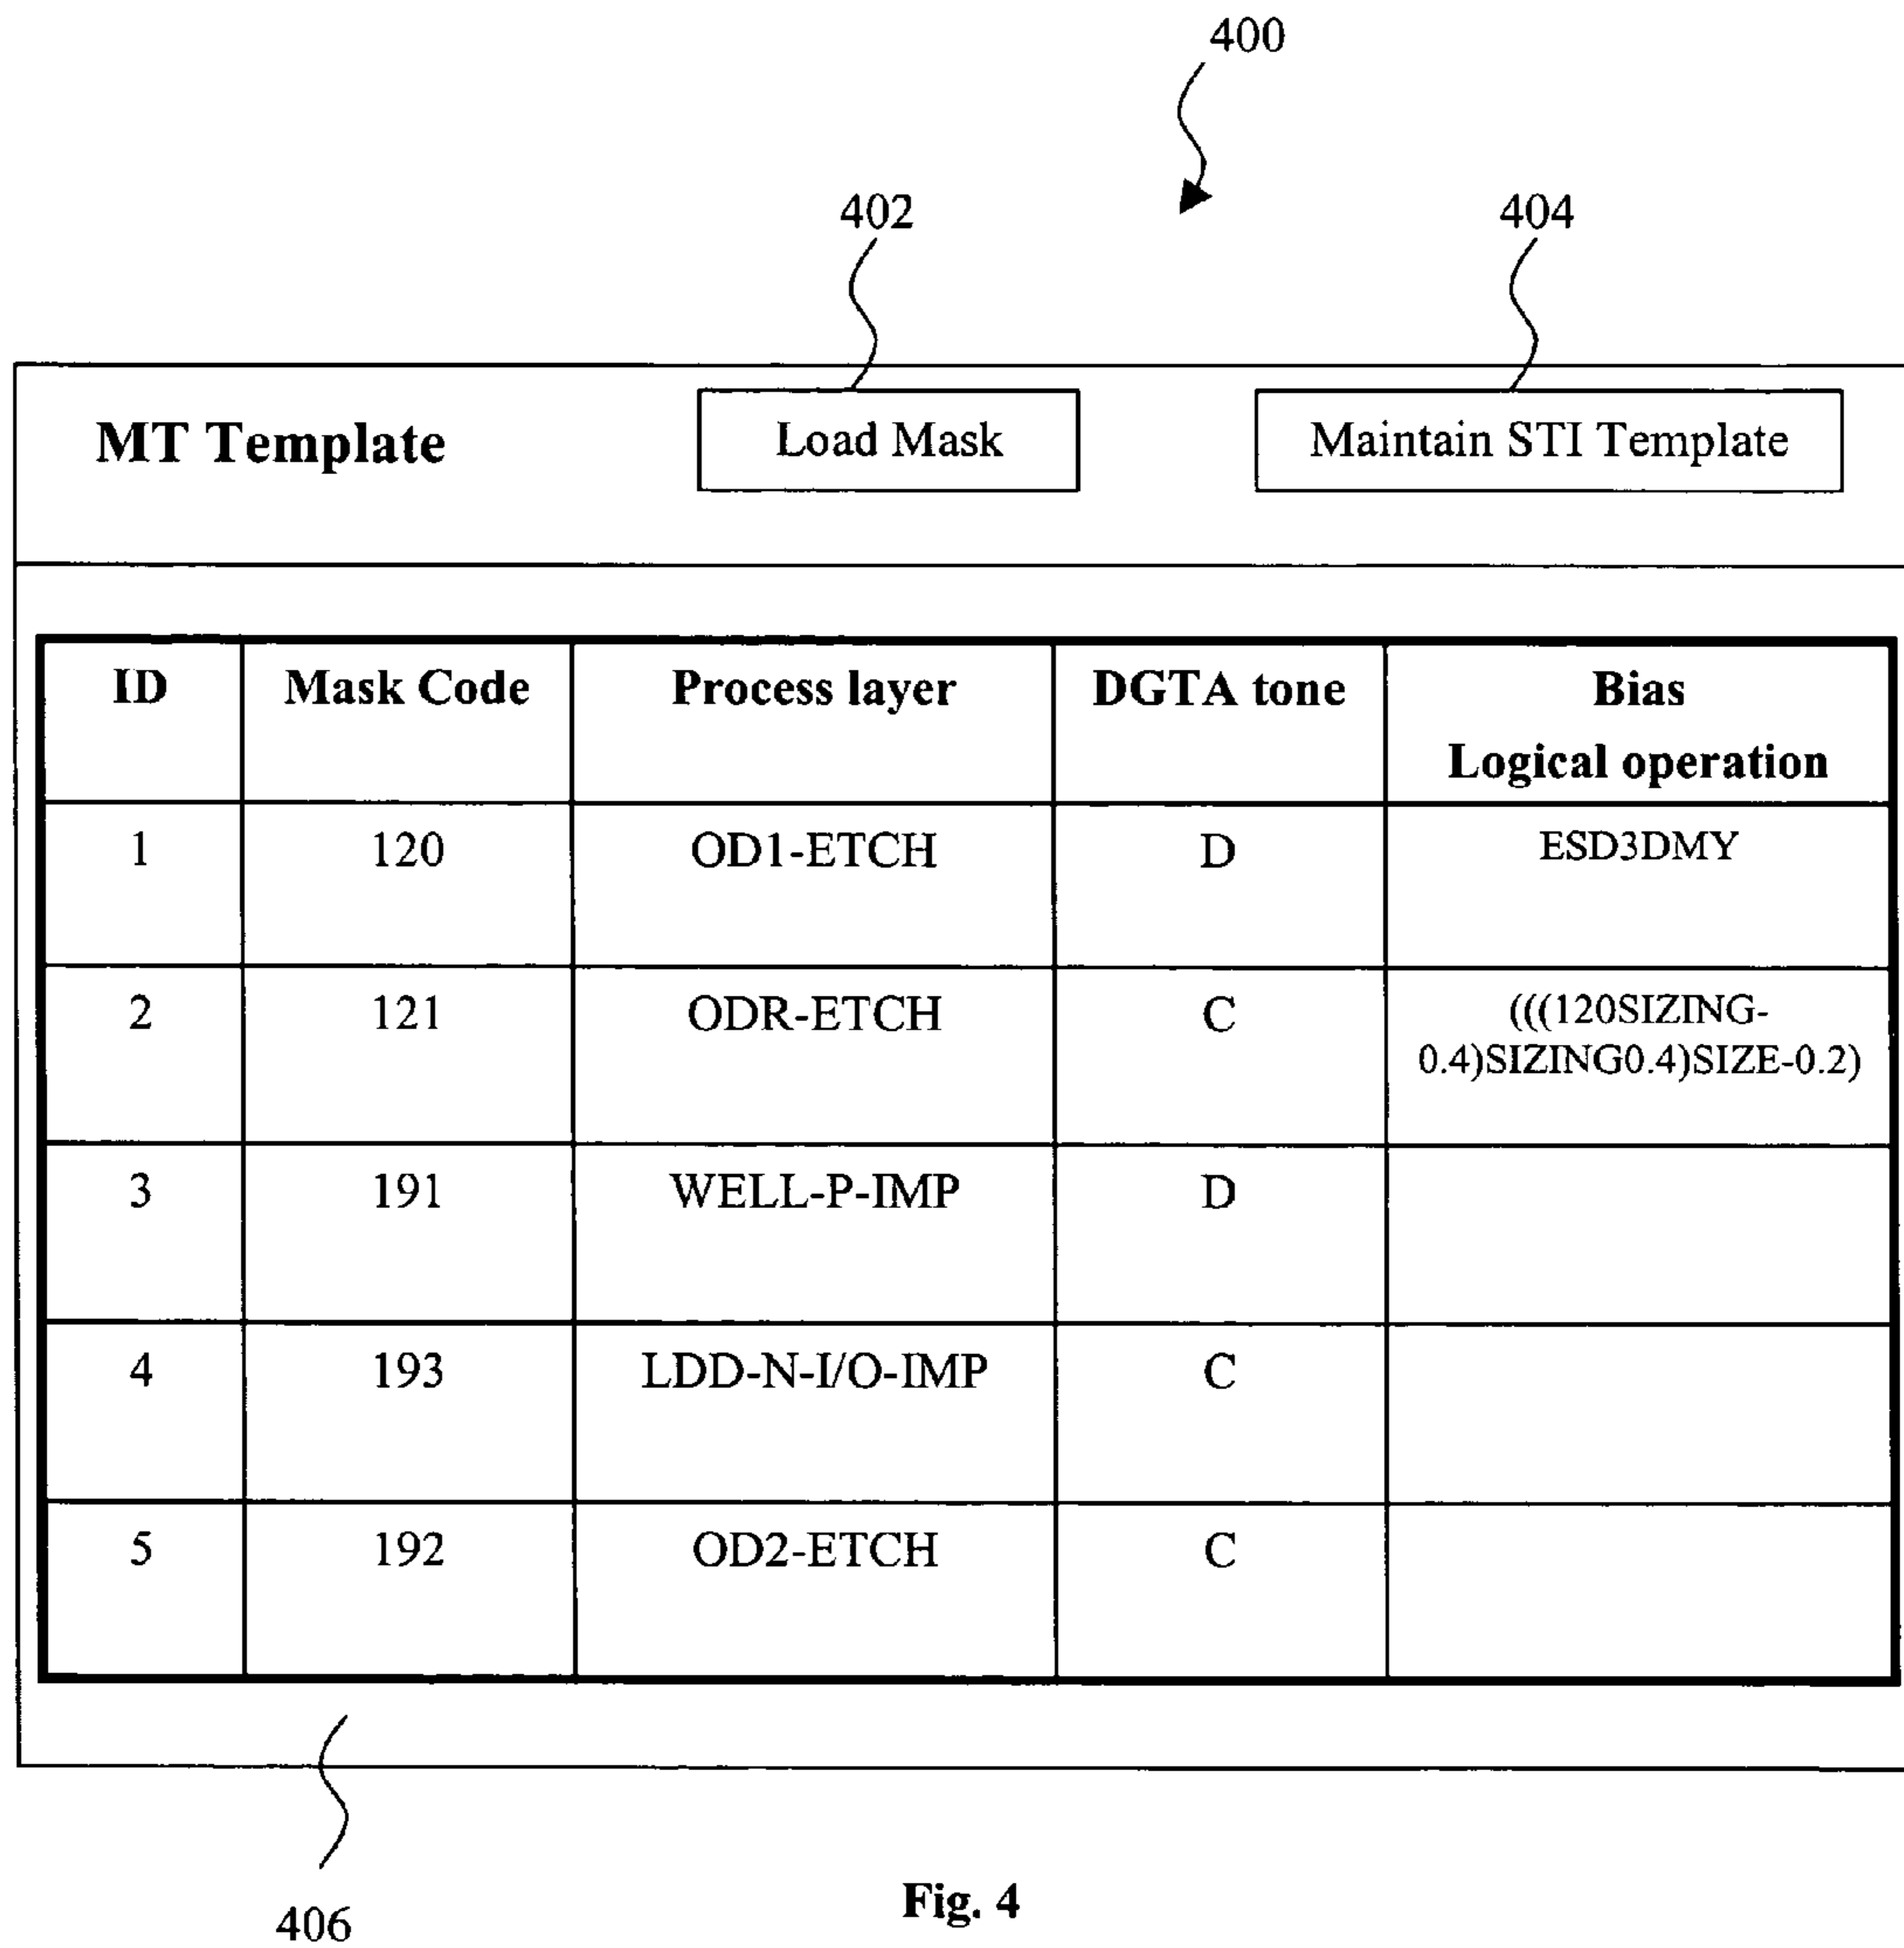 400
402
404
MT Template
Load Mask
Maintain STI Template
ID
Mask Code
Process layer
DGTA tone
Bias
Logical operation
1
120
OD1-ETCH
D
ESD3DMY
2
121
ODR-ETCH
C
(((120SIZING-
0.4)SIZING0.4)SIZE-0.2)
3
191
WELL-P-IMP
D
4
193
LDD-N-I/O-IMP
C
5
192
OD2-ETCH
C
406
Fig. 4